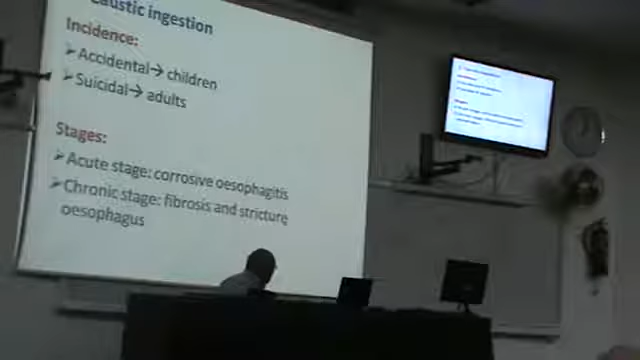 Caustic ingestion
Incidence:
➢ Accidental→ children
➢ Suicidal→ adults
Stages:
➢ Acute stage: corrosive oesophagitis
➢ Chronic stage: fibrosis and stricture
oesophagus